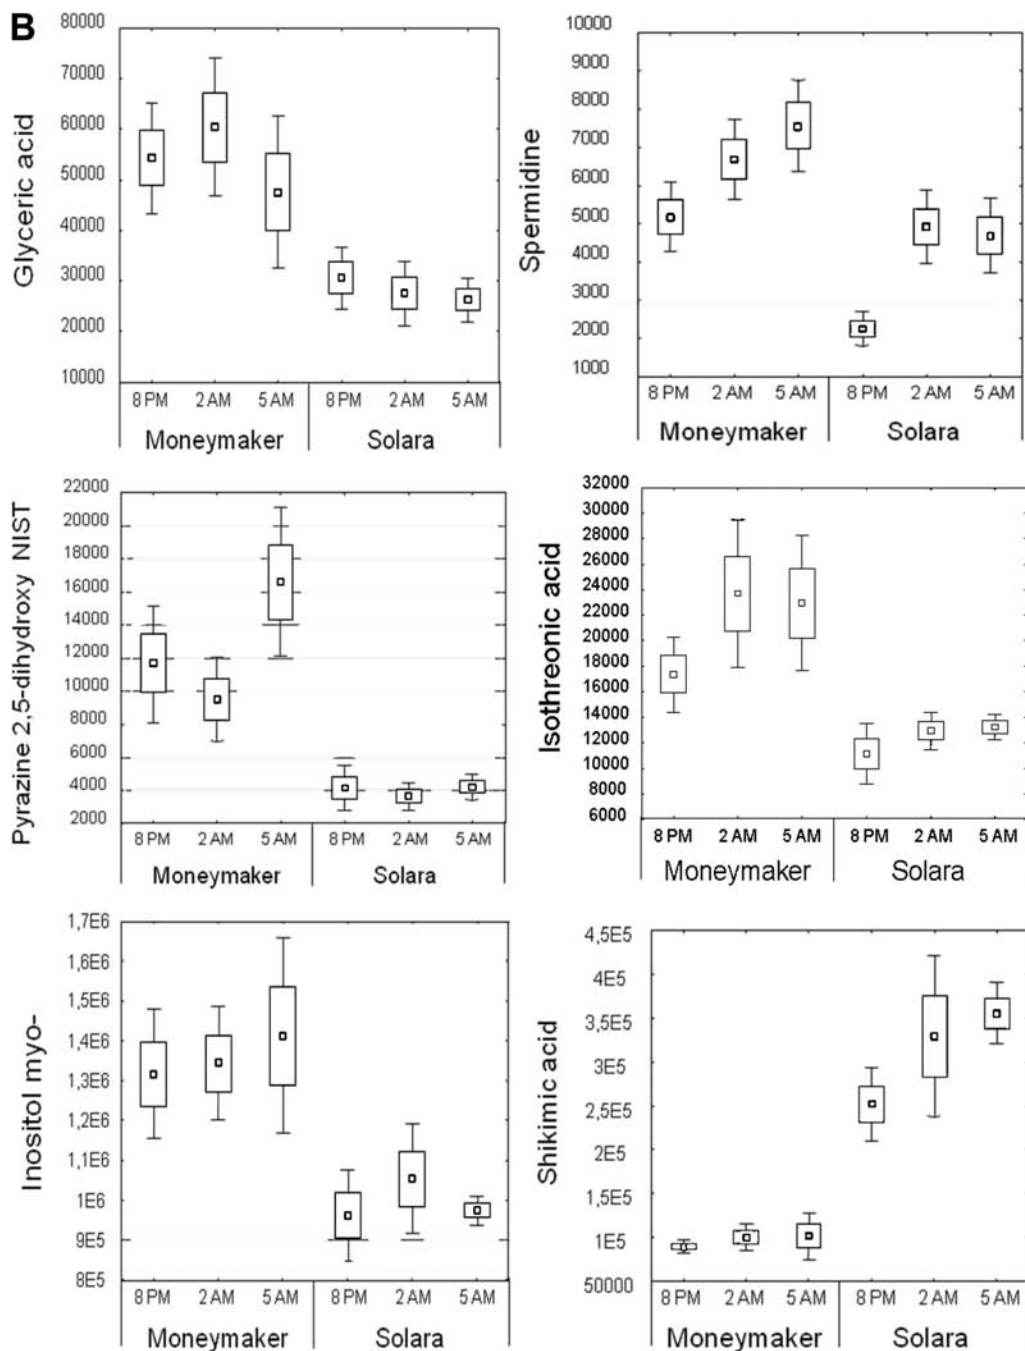 B
Glyceric acid
80000
70000
60000
50000
40000
30000
20000
10000
8 PM 2 AM 5 AM 8 PM 2 AM 5 AM
Moneymaker Solara
Spermidine
10000
9000
8000
7000
6000
5000
4000
3000
2000
1000
8 PM 2 AM 5 AM 8 PM 2 AM 5 AM
Moneymaker Solara
Pyrazine 2,5-dihydroxy NIST
22000
20000
18000
16000
14000
12000
10000
8000
6000
4000
2000
8 PM 2 AM 5 AM 8 PM 2 AM 5 AM
Moneymaker Solara
Isothreonic acid
32000
30000
28000
26000
24000
22000
20000
18000
16000
14000
12000
10000
8000
6000
8 PM 2 AM 5 AM 8 PM 2 AM 5 AM
Moneymaker Solara
Inositol myo-
1,7E6
1,6E6
1,5E6
1,4E6
1,3E6
1,2E6
1,1E6
1E6
9E5
8E5
8 PM 2 AM 5 AM 8 PM 2 AM 5 AM
Moneymaker Solara
Shikimic acid
4,5E5
4E5
3,5E5
3E5
2,5E5
2E5
1,5E5
1E5
50000
8 PM 2 AM 5 AM 8 PM 2 AM 5 AM
Moneymaker Solara